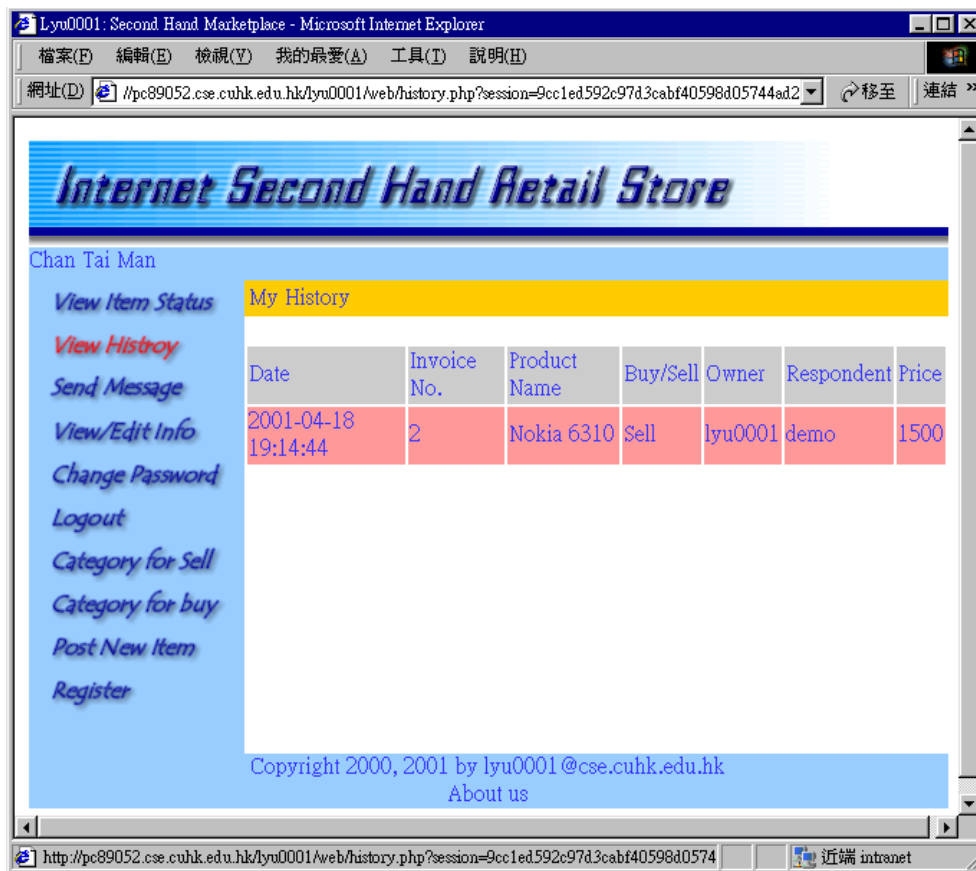 Lyu0001: Second Hand Marketplace - Microsoft Internet Explorer
檔案(F) 編輯(E) 檢視(V) 我的最愛(A) 工具(T) 說明(H)
網址(D) //pc89052.cse.cuhk.edu.hk/lyu0001/web/history.php?session=9cc1ed592c97d3cabf40598d05744ad2 移至 連結 »
Internet Second Hand Retail Store
Chan Tai Man
View Item Status
View Histroy
Send Message
View/Edit Info
Change Password
Logout
Category for Sell
Category for buy
Post New Item
Register
My History
Date Invoice No. Product Name Buy/Sell Owner Respondent Price
2001-04-18 19:14:44 2 Nokia 6310 Sell lyu0001 demo 1500
Copyright 2000, 2001 by lyu0001@cse.cuhk.edu.hk
About us
http://pc89052.cse.cuhk.edu.hk/lyu0001/web/history.php?session=9cc1ed592c97d3cabf40598d0574 近端 intranet